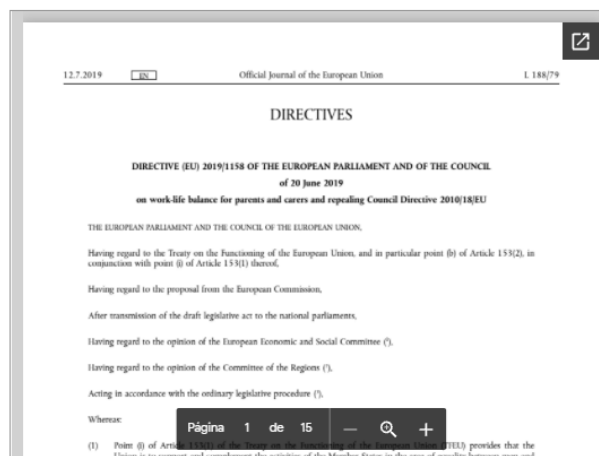 12.7.2019 EN Official Journal of the European Union L 188/79
DIRECTIVES
DIRECTIVE (EU) 2019/1158 OF THE EUROPEAN PARLIAMENT AND OF THE COUNCIL
of 20 June 2019
on work-life balance for parents and carers and repealing Council Directive 2010/18/EU
THE EUROPEAN PARLIAMENT AND THE COUNCIL OF THE EUROPEAN UNION,
Having regard to the Treaty on the Functioning of the European Union, and in particular point (b) of Article 153(2), in
conjunction with point (i) of Article 153(1) thereof,
Having regard to the proposal from the European Commission,
After transmission of the draft legislative act to the national parliaments,
Having regard to the opinion of the European Economic and Social Committee (¹),
Having regard to the opinion of the Committee of the Regions (²),
Acting in accordance with the ordinary legislative procedure (³),
Whereas:
Página 1 de 15
(1) Point (i) of Article 153(1) of the Treaty on the Functioning of the European Union (TFEU) provides that the